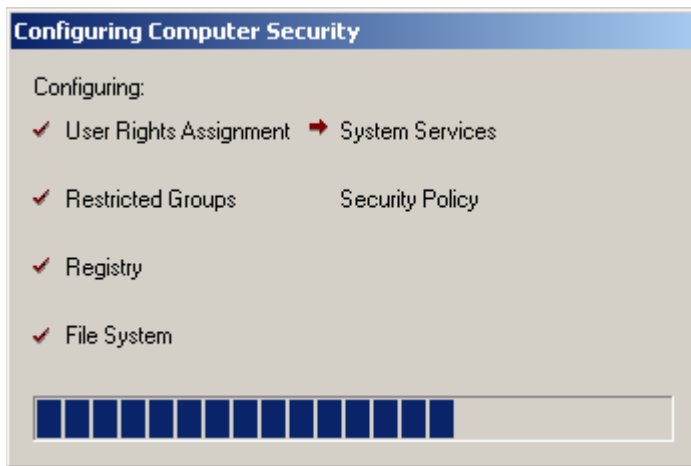 Configuring Computer Security
Configuring:
User Rights Assignment
System Services
Restricted Groups
Security Policy
Registry
File System